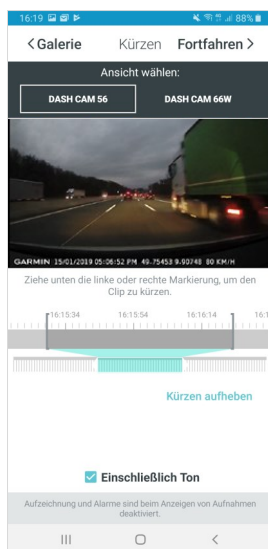 16:19 88%
< Galerie Kürzen Fortfahren >
Ansicht wählen:
DASH CAM 56 DASH CAM 66W
GARMIN 15/01/2019 05:06:52 PM 49.75453 9.90748 80 KM/H
Ziehe unten die linke oder rechte Markierung, um den
Clip zu kürzen.
16:15:34 16:15:54 16:16:14 16:1
Kürzen aufheben
Einschließlich Ton
Aufzeichnung und Alarme sind beim Anzeigen von Aufnahmen
deaktiviert.